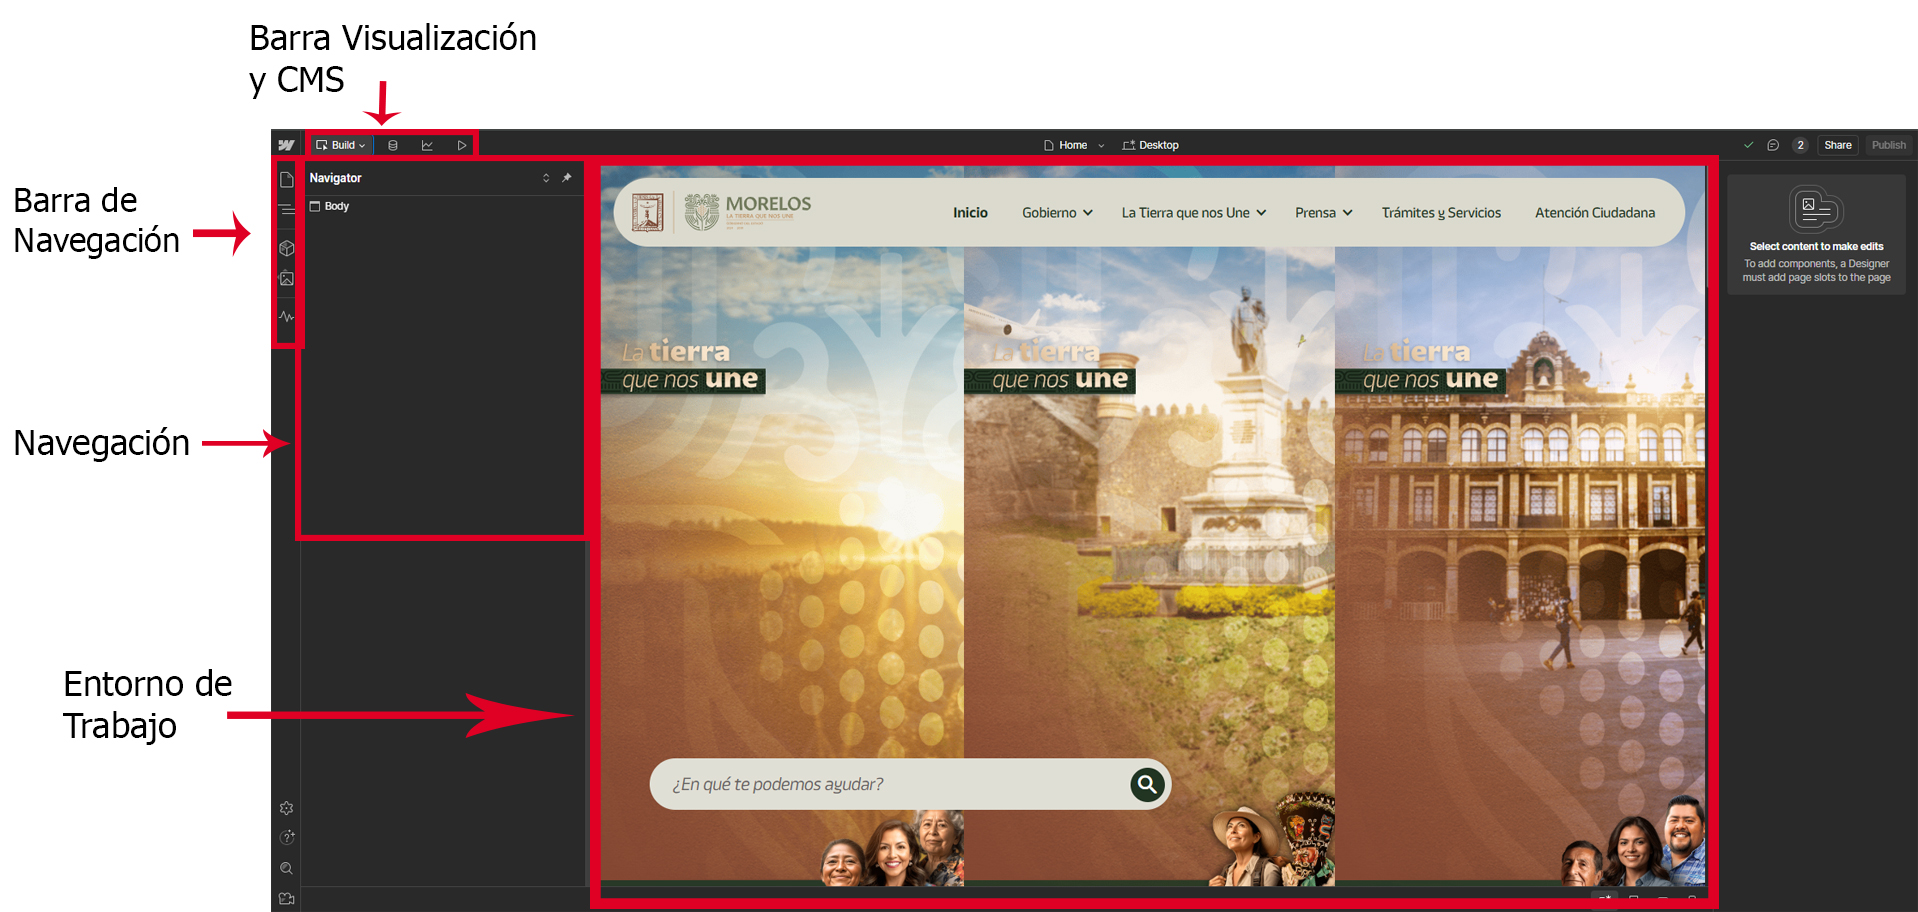 Barra Visualización
y CMS
Build
Home
Desktop
2
Share
Publish
Barra de
Navegación
Navigator
Body
MORELOS
LA TIERRA QUE NOS UNE
Inicio
Gobierno
La Tierra que nos Une
Prensa
Trámites y Servicios
Atención Ciudadana
Select content to make edits
To add components, a Designer
must add page slots to the page
La tierra
que nos une
La tierra
que nos une
La tierra
que nos une
Navegación
Entorno de
Trabajo
¿En qué te podemos ayudar?